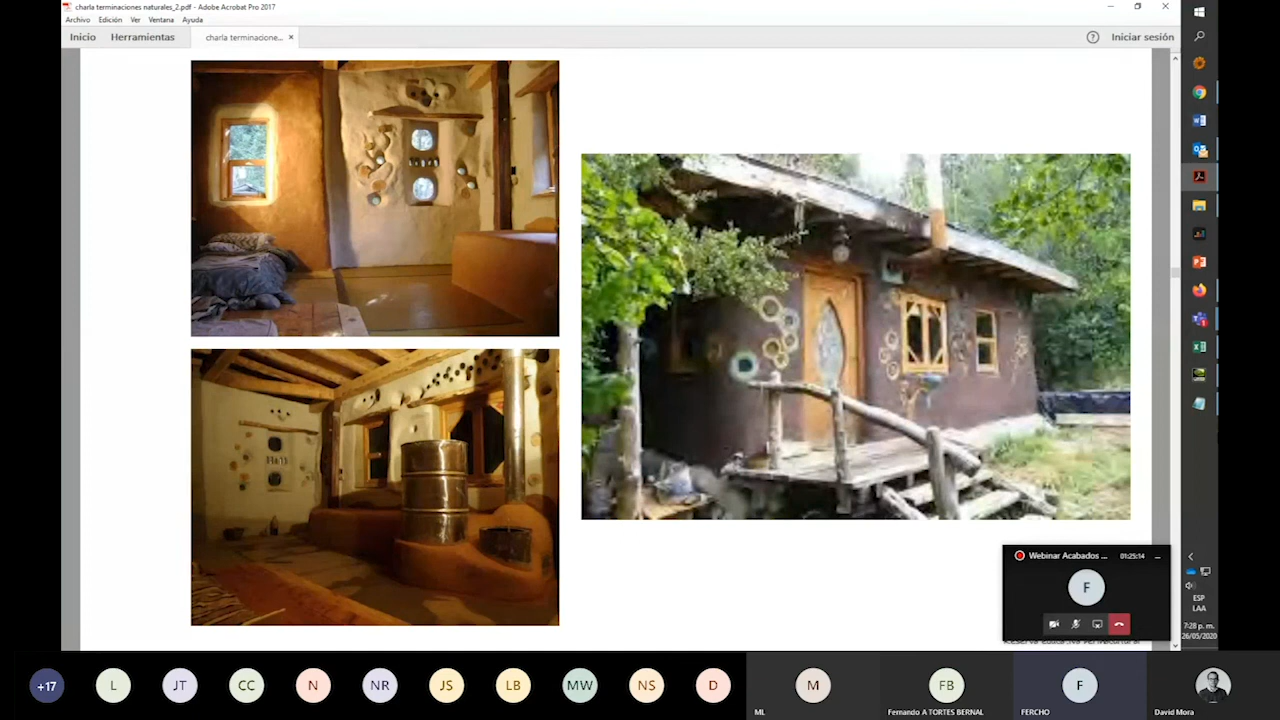 charla terminaciones naturales_2.pdf - Adobe Acrobat Pro 2017
Archivo Edición Ver Ventana Ayuda
Inicio Herramientas charla terminacione... × Iniciar sesión
Webinar Acabados ... 01:25:14
F
ESP
LAA
7:28 p. m.
26/05/2020
+17 L JT CC N NR JS LB MW NS D M FB F
ML Fernando A TORTES BERNAL FERCHO David Mora